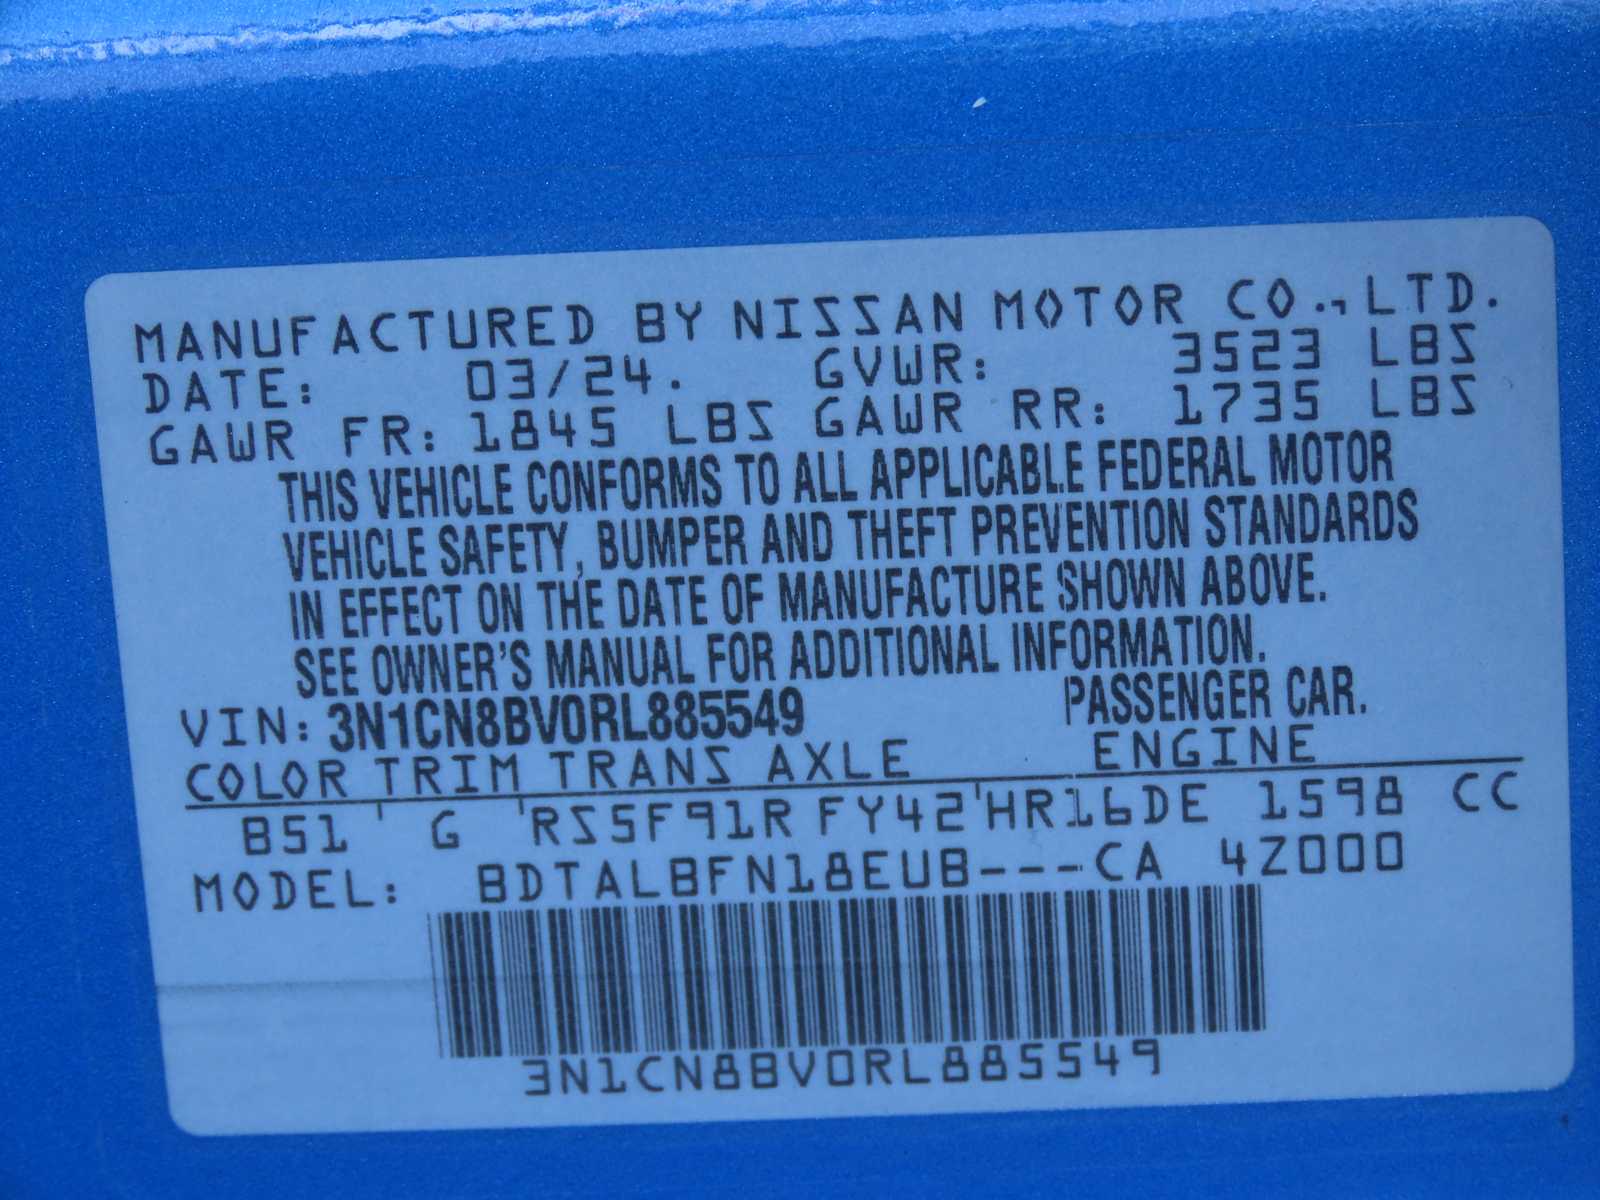 MANUFACTURED BY NISSAN MOTOR CO., LTD.
DATE: 03/24. GVWR: 3523 LBS
GAWR FR: 1845 LBS GAWR RR: 1735 LBS
THIS VEHICLE CONFORMS TO ALL APPLICABLE FEDERAL MOTOR
VEHICLE SAFETY, BUMPER AND THEFT PREVENTION STANDARDS
IN EFFECT ON THE DATE OF MANUFACTURE SHOWN ABOVE.
SEE OWNER'S MANUAL FOR ADDITIONAL INFORMATION.
VIN: 3N1CN8BV0RL885549 PASSENGER CAR.
COLOR TRIM TRANS AXLE ENGINE
B51 G RS5F91R FY42 HR16DE 1598 CC
MODEL: BDTALBFN18EUB---CA 4Z000
3N1CN8BV0RL885549